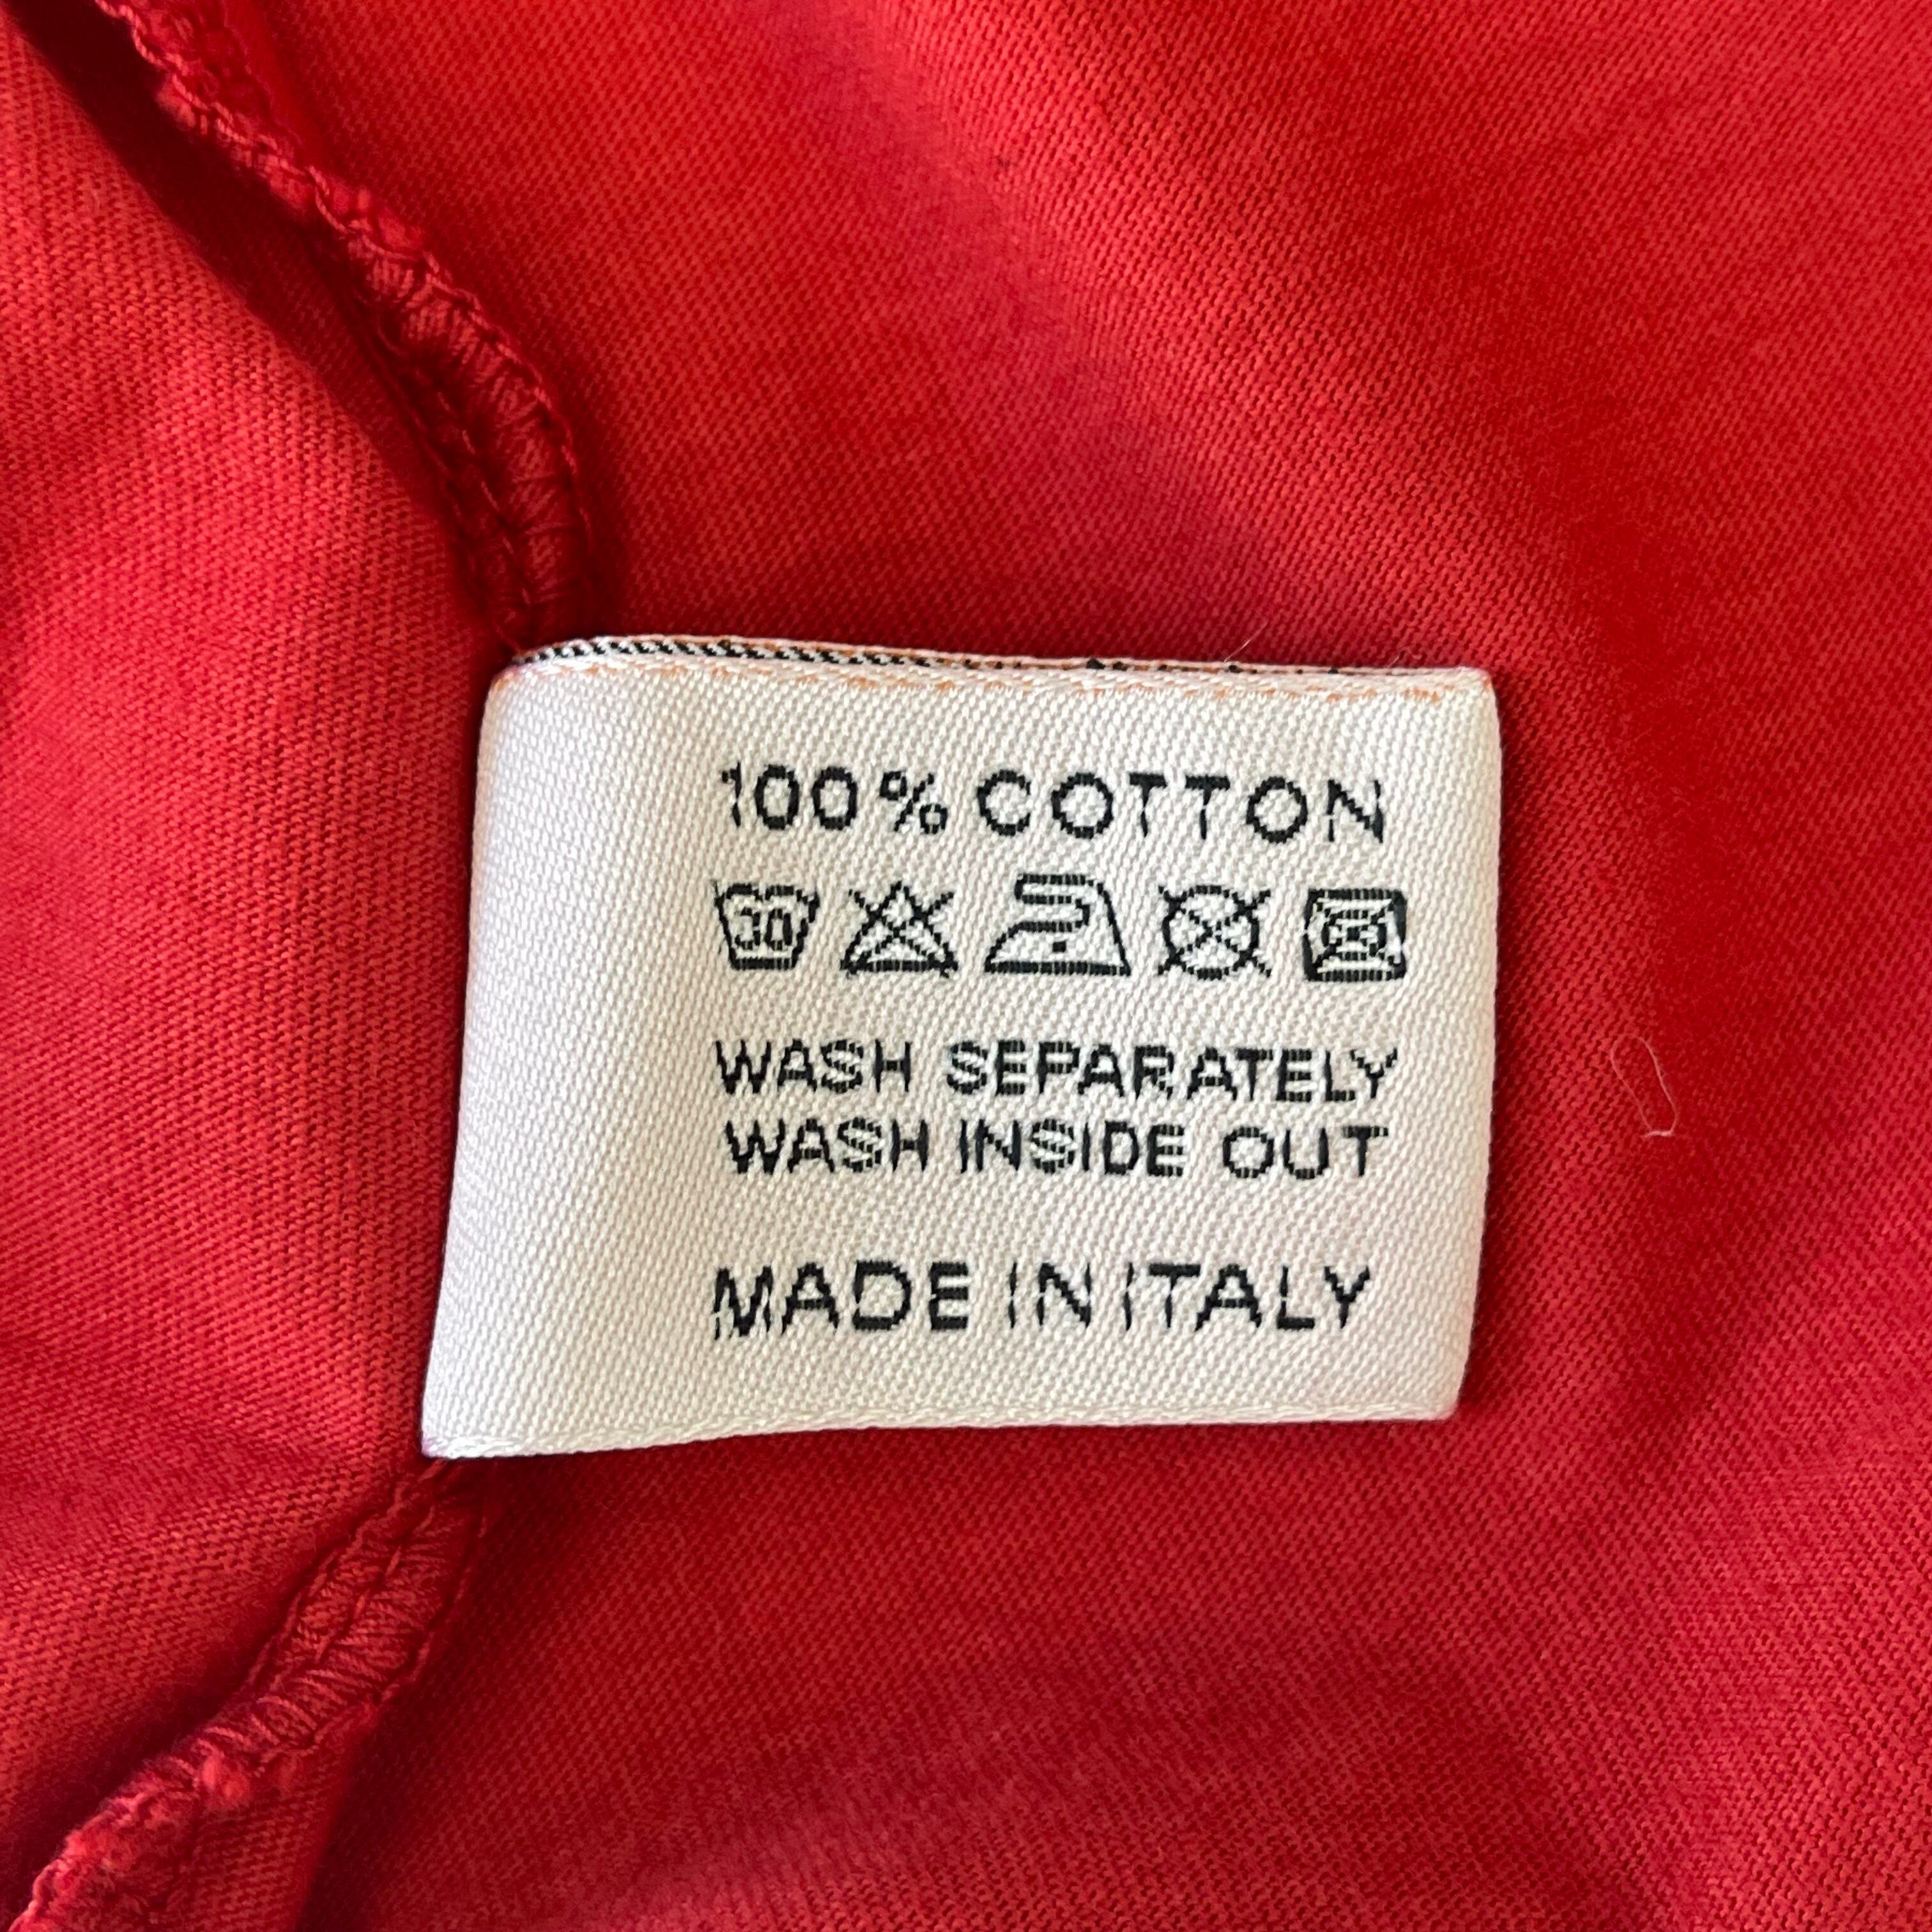 100% COTTON
30
WASH SEPARATELY
WASH INSIDE OUT
MADE IN ITALY